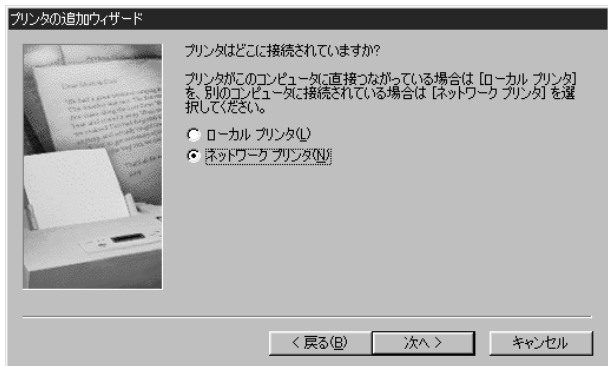 プリンタの追加ウィザード
プリンタはどこに接続されていますか?
プリンタがこのコンピュータに直接つながっている場合は [ローカル プリンタ]
を、別のコンピュータに接続されている場合は [ネットワーク プリンタ] を選
択してください。
ローカル プリンタ(L)
ネットワーク プリンタ(N)
< 戻る(B)
次へ >
キャンセル